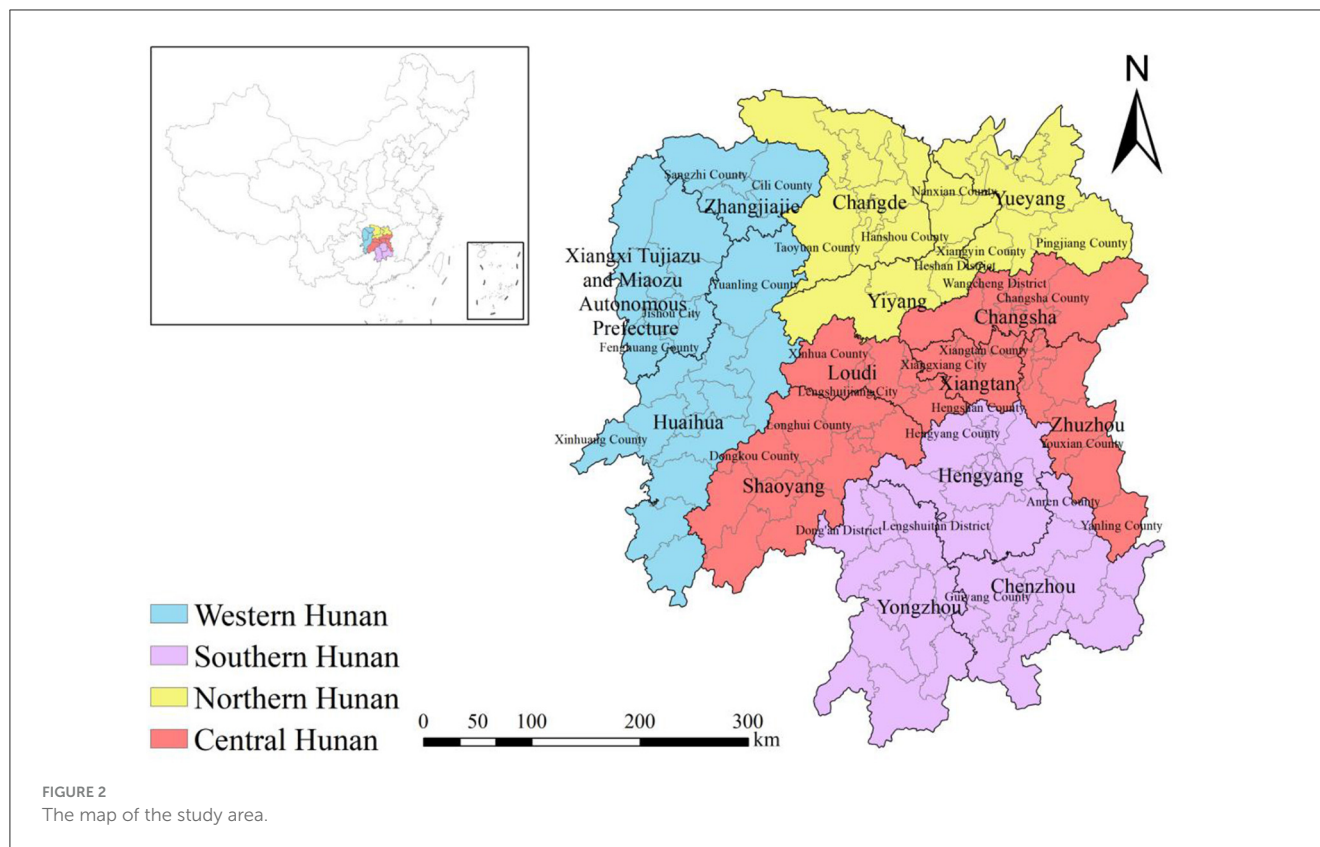 N
Sangzhi County
Cili County
Zhangjiajie
Changde
Nanxian County
Yueyang
Taoyuan County
Hanshou County
Xiangyin County
Pingjiang County
Xiangxi Tujiazu
and Miaozu
Autonomous
Prefecture
Jishou City
Fenghuang County
Yuanling County
Heshan District
Yiyang
Wangcheng District
Changsha County
Changsha
Xinhua County
Loudi
Lengshuijiang City
Xiangtan County
Xiangxiang City
Xiangtan
Hengshan County
Zhuzhou
Youxian County
Huaihua
Xinhuang County
Longhui County
Dongkou County
Shaoyang
Hengyang County
Hengyang
Anren County
Yanling County
Dong'an District
Lengshuitan District
Yongzhou
Guiyang County
Chenzhou
Western Hunan
Southern Hunan
Northern Hunan
Central Hunan
0 50 100 200 300
km
FIGURE 2
The map of the study area.